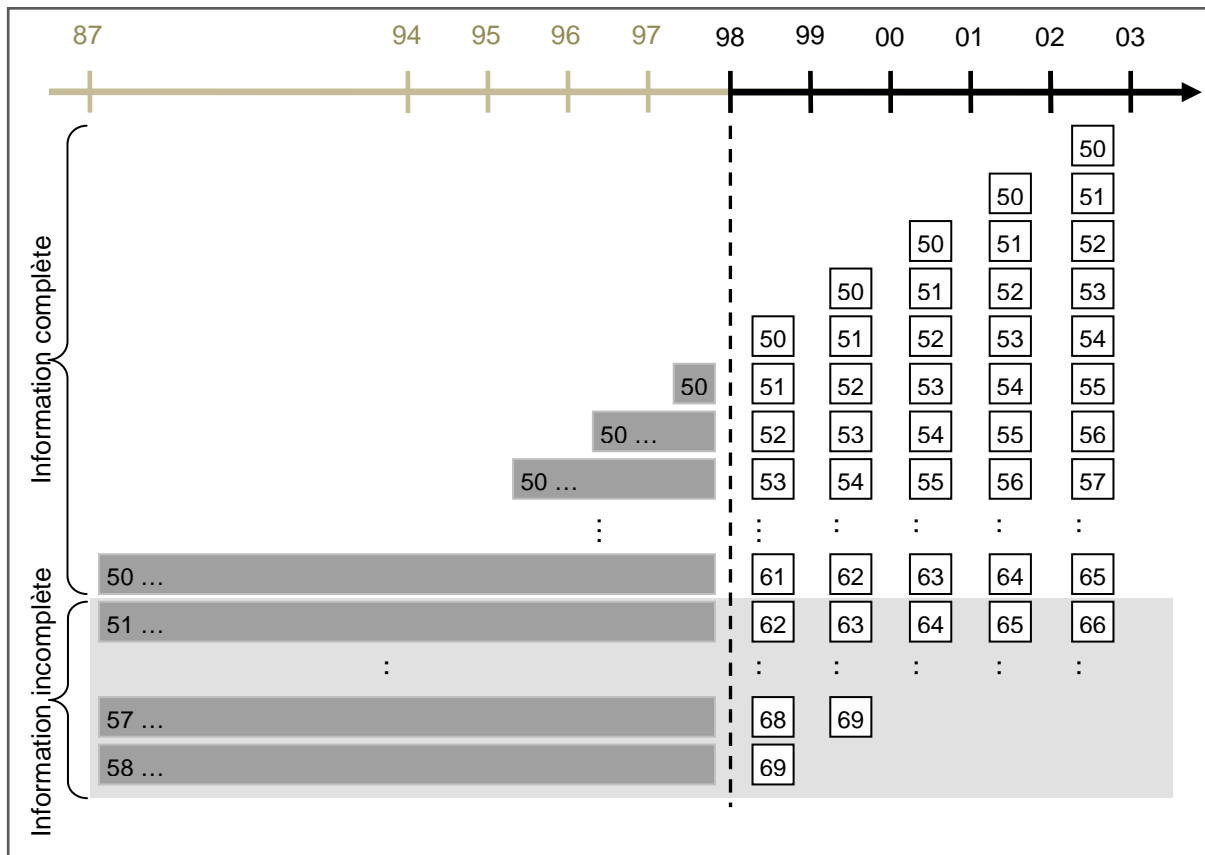 87 94 95 96 97 98 99 00 01 02 03
50
50 51
50 51 52
50 51 52 53
50 51 52 53 54
50 51 52 53 54 55
50 … 52 53 54 55 56
50 … 53 54 55 56 57
⋮ ⋮ : : : :
50 … 61 62 63 64 65
51 … 62 63 64 65 66
: : : : : :
57 … 68 69
58 … 69
Information complète
Information incomplète